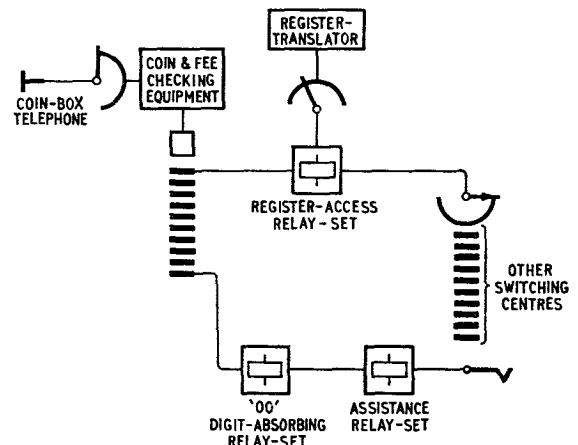 REGISTER-
TRANSLATOR
COIN & FEE
CHECKING
EQUIPMENT
COIN-BOX
TELEPHONE
REGISTER-ACCESS
RELAY-SET
OTHER
SWITCHING
CENTRES
'00'
DIGIT-ABSORBING
RELAY-SET
ASSISTANCE
RELAY-SET